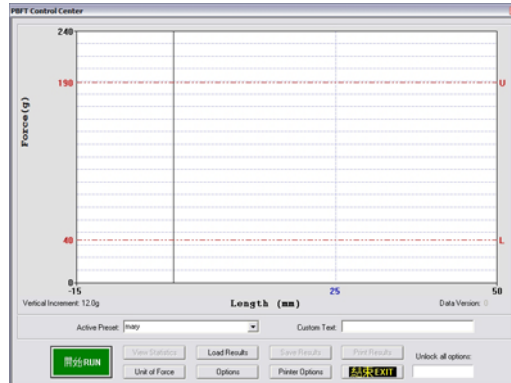 PBFT Control Center
240
190
U
Force(g)
40
L
0
-15
25
50
Vertical Increment: 12.0g
Length (mm)
Data Version: 0
Active Preset: mary
Custom Text:
開始RUN
View Statistics
Load Results
Save Results
Print Results
Unlock all options:
Unit of Force
Options
Printer Options
結束EXIT